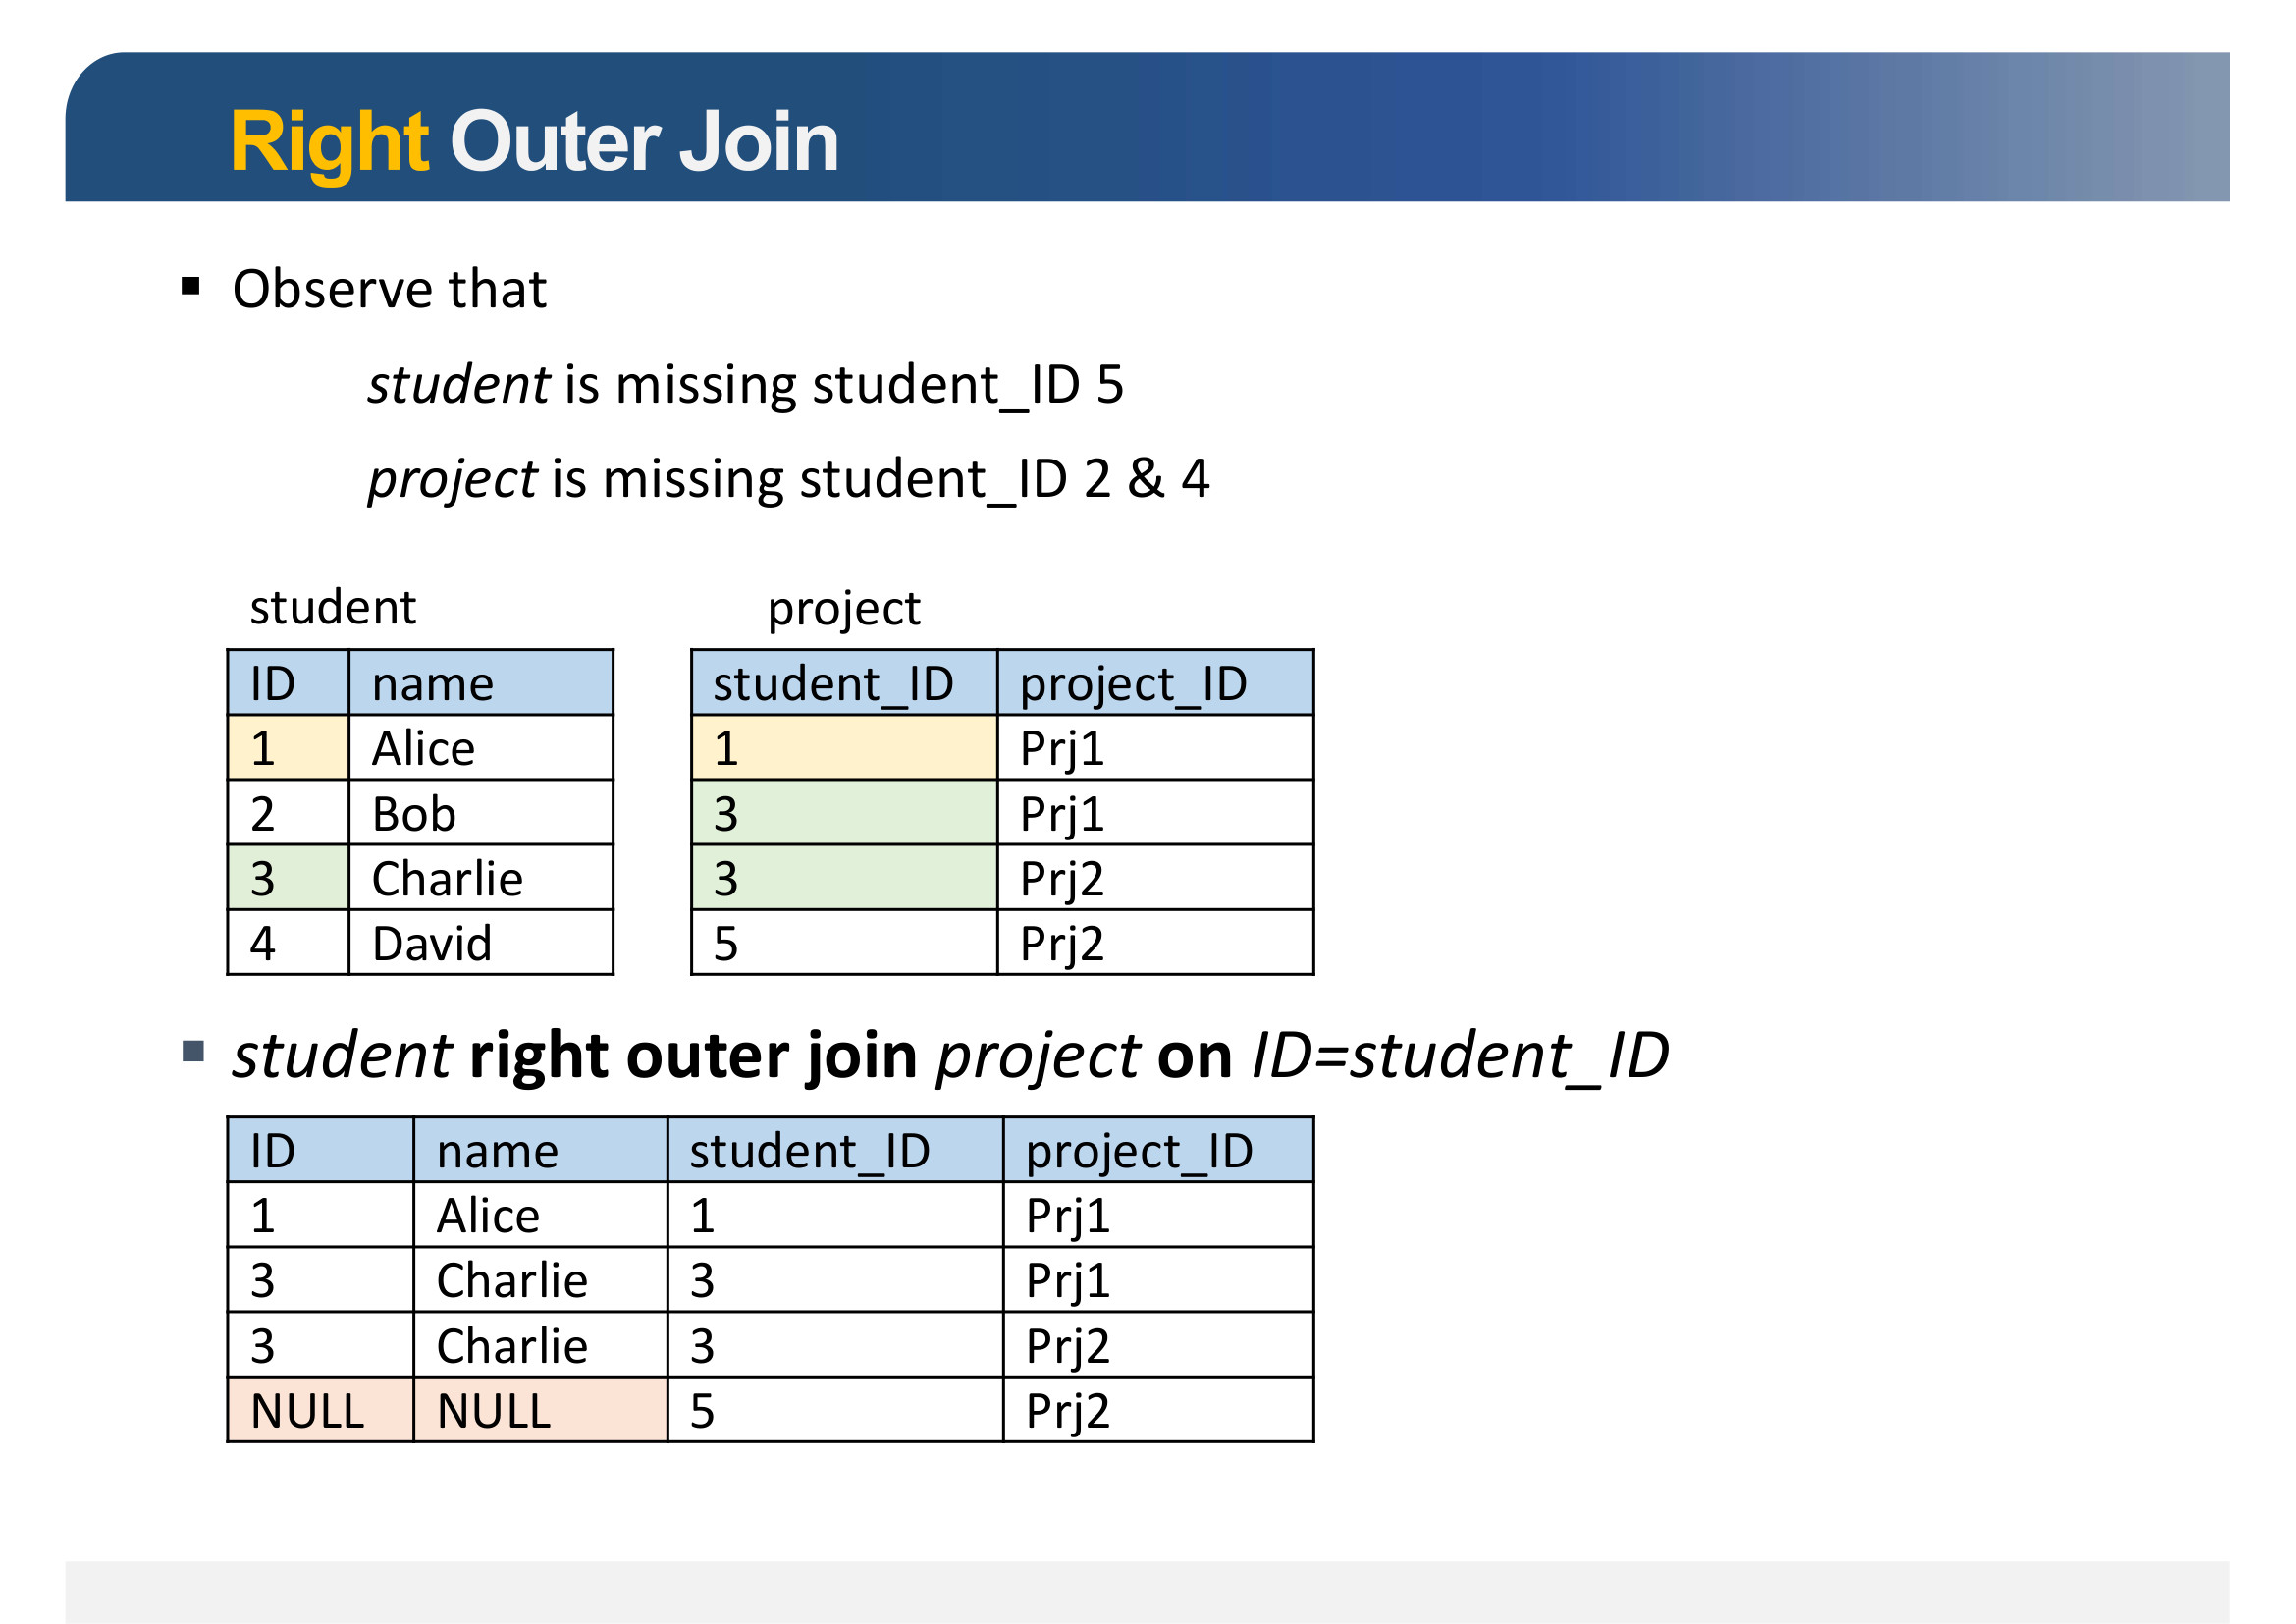 Right Outer Join
▪ Observe that
student is missing student_ID 5
project is missing student_ID 2 & 4
student project
ID name student_ID project_ID
1 Alice 1 Prj1
2 Bob 3 Prj1
3 Charlie 3 Prj2
4 David 5 Prj2
▪ student right outer join project on ID=student_ID
ID name student_ID project_ID
1 Alice 1 Prj1
3 Charlie 3 Prj1
3 Charlie 3 Prj2
NULL NULL 5 Prj2